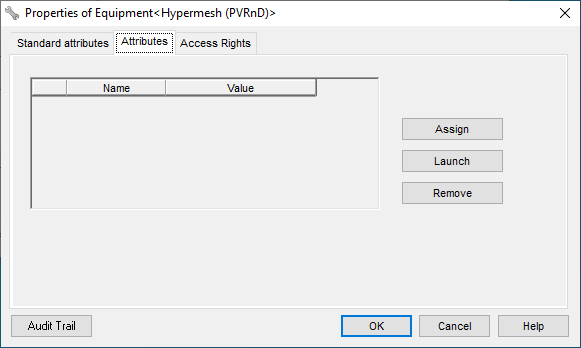 Properties of Equipment<Hypermesh (PVRnD)>
Standard attributes Attributes Access Rights
Name Value
Assign
Launch
Remove
Audit Trail OK Cancel Help